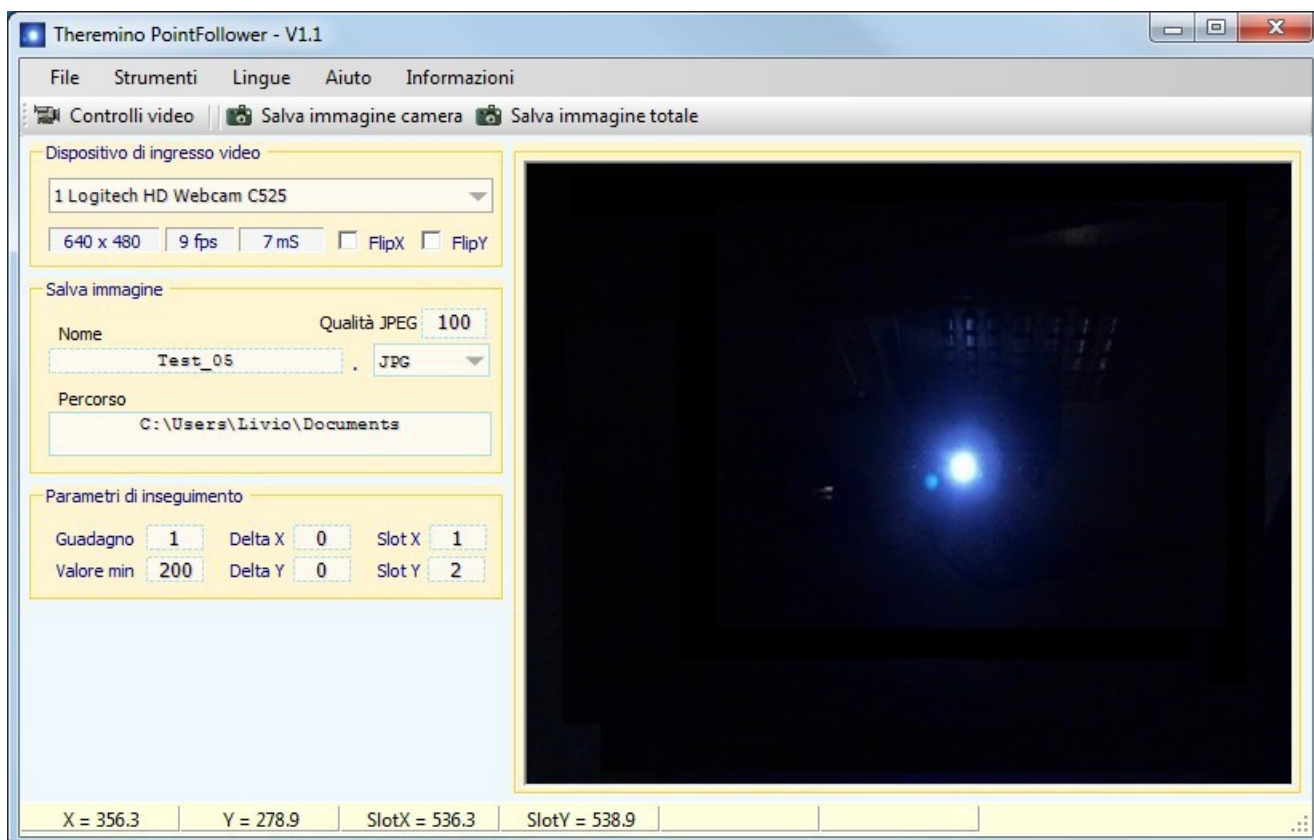 Theremino PointFollower - V1.1
File Strumenti Lingue Aiuto Informazioni
Controlli video Salva immagine camera Salva immagine totale
Dispositivo di ingresso video
1 Logitech HD Webcam C525
640 x 480 9 fps 7 mS FlipX FlipY
Salva immagine
Nome Qualità JPEG 100
Test_05 . JPG
Percorso
C:\Users\Livio\Documents
Parametri di inseguimento
Guadagno 1 Delta X 0 Slot X 1
Valore min 200 Delta Y 0 Slot Y 2
X = 356.3 Y = 278.9 SlotX = 536.3 SlotY = 538.9